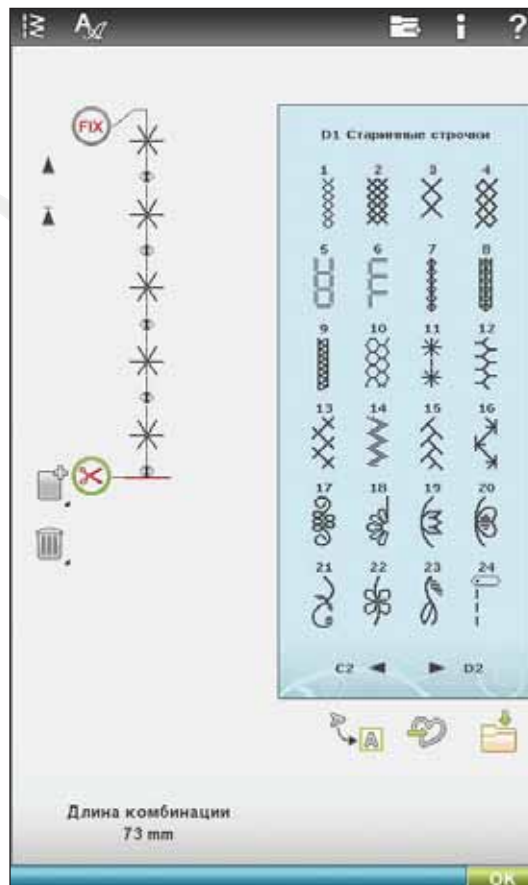 A
?
FIX
D1 Старинные строчки
1 2 3 4
5 6 7 8
9 10 11 12
13 14 15 16
17 18 19 20
21 22 23 24
C2 D2
A
Длина комбинации
73 mm
OK